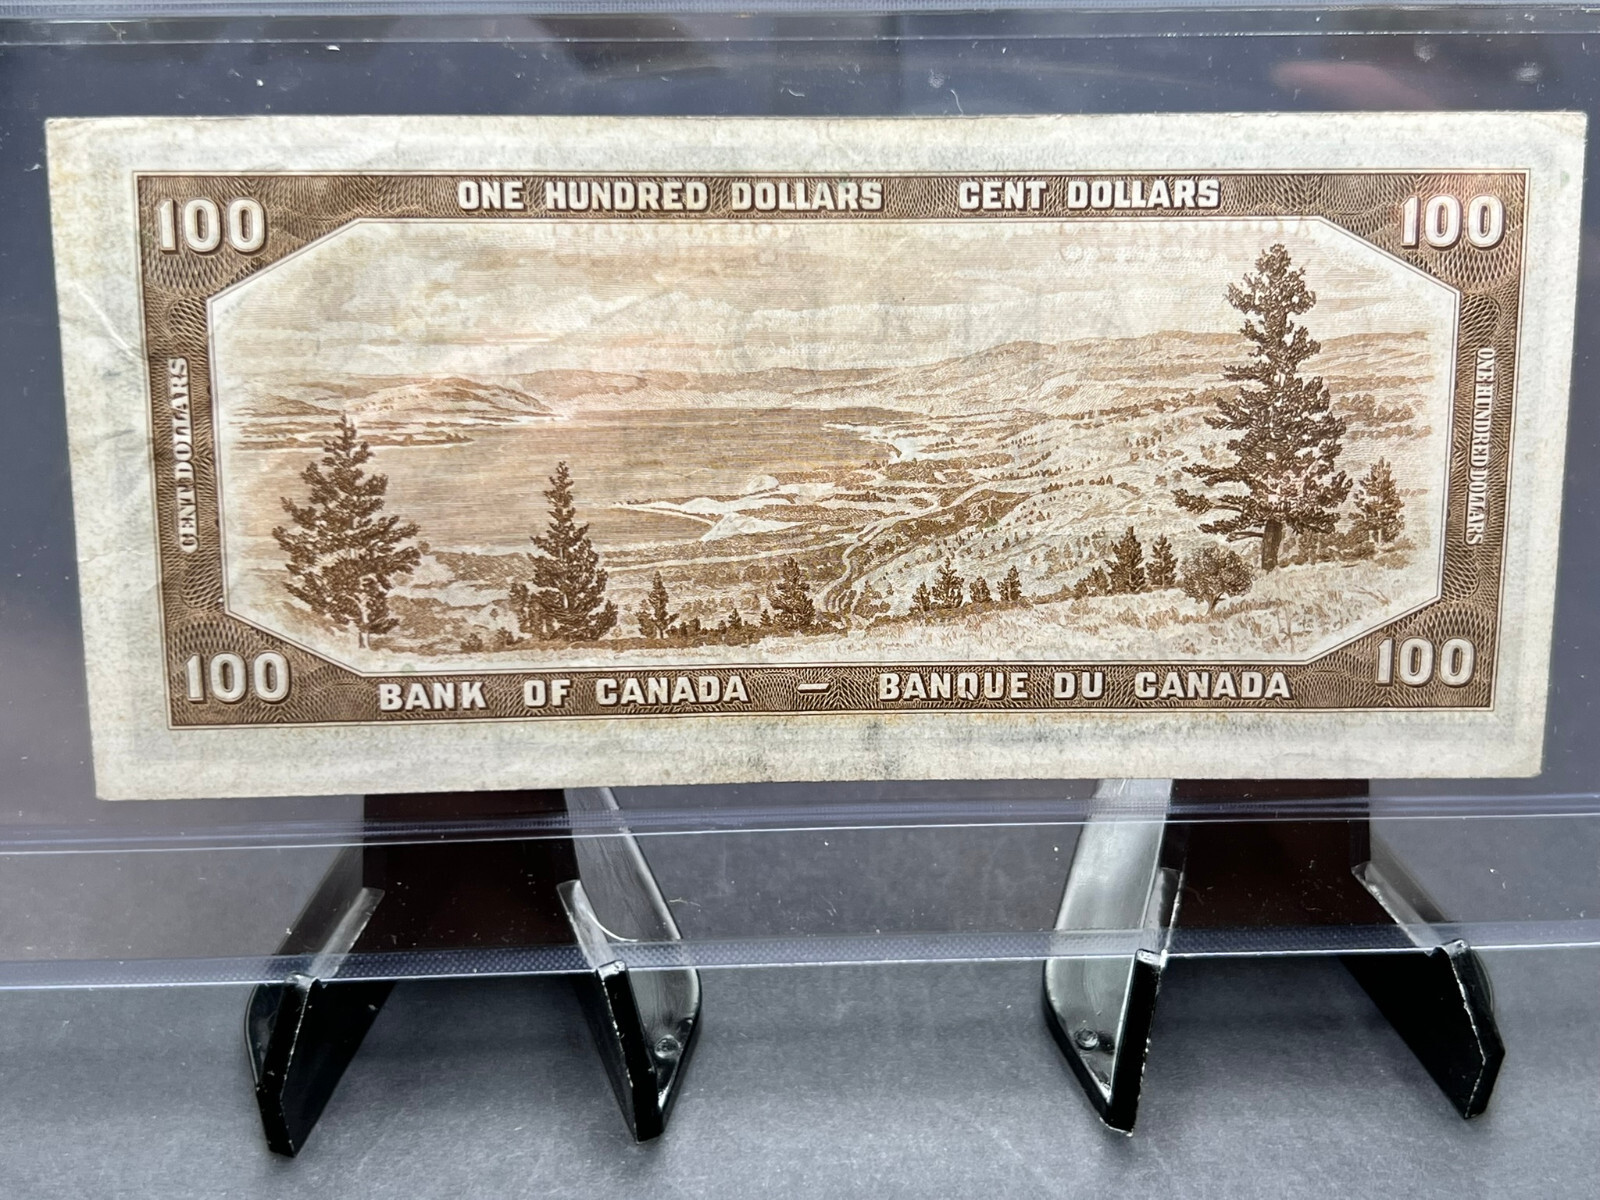 ONE HUNDRED DOLLARS CENT DOLLARS
100
100
CENT DOLLARS
ONE HUNDRED DOLLARS
100
100
BANK OF CANADA — BANQUE DU CANADA